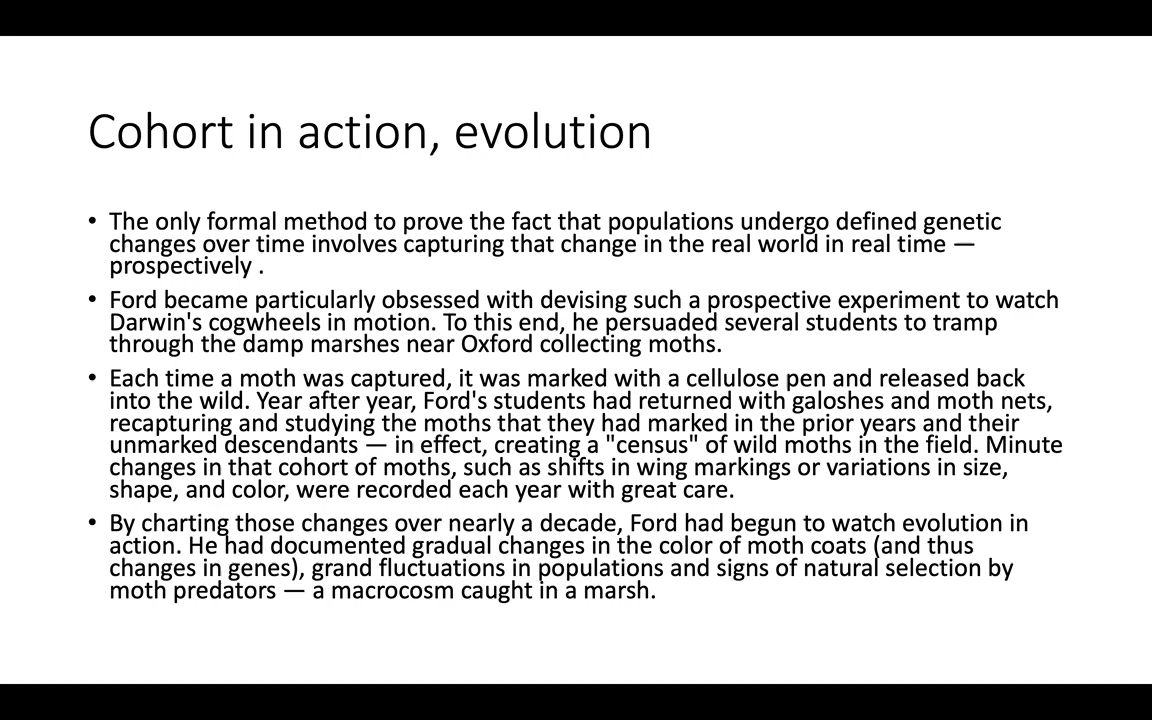 Cohort in action, evolution
• The only formal method to prove the fact that populations undergo defined genetic
changes over time involves capturing that change in the real world in real time —
prospectively .
• Ford became particularly obsessed with devising such a prospective experiment to watch
Darwin's cogwheels in motion. To this end, he persuaded several students to tramp
through the damp marshes near Oxford collecting moths.
• Each time a moth was captured, it was marked with a cellulose pen and released back
into the wild. Year after year, Ford's students had returned with galoshes and moth nets,
recapturing and studying the moths that they had marked in the prior years and their
unmarked descendants — in effect, creating a "census" of wild moths in the field. Minute
changes in that cohort of moths, such as shifts in wing markings or variations in size,
shape, and color, were recorded each year with great care.
• By charting those changes over nearly a decade, Ford had begun to watch evolution in
action. He had documented gradual changes in the color of moth coats (and thus
changes in genes), grand fluctuations in populations and signs of natural selection by
moth predators — a macrocosm caught in a marsh.